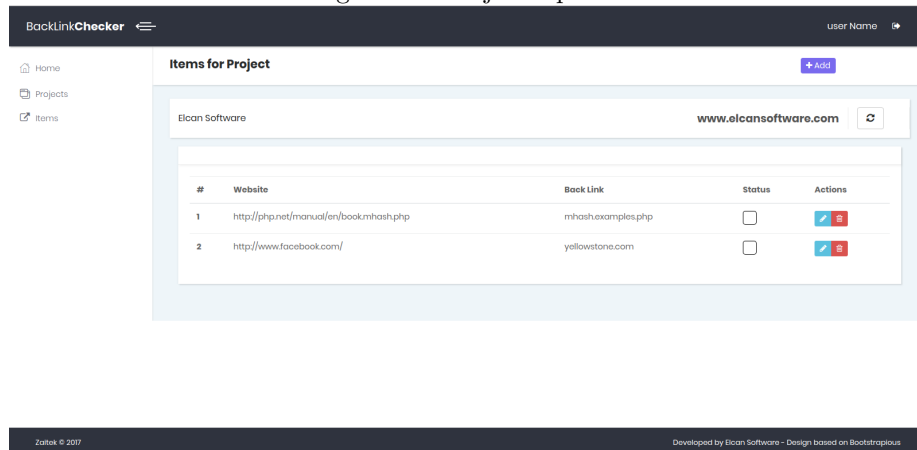 BackLinkChecker user Name
Home
Projects
Items
Items for Project + Add
Elcan Software www.elcansoftware.com
# Website Back Link Status Actions
1 http://php.net/manual/en/book.mhash.php mhash.examples.php
2 http://www.facebook.com/ yellowstone.com
Zaitek © 2017 Developed by Elcan Software - Design based on Bootstrapious